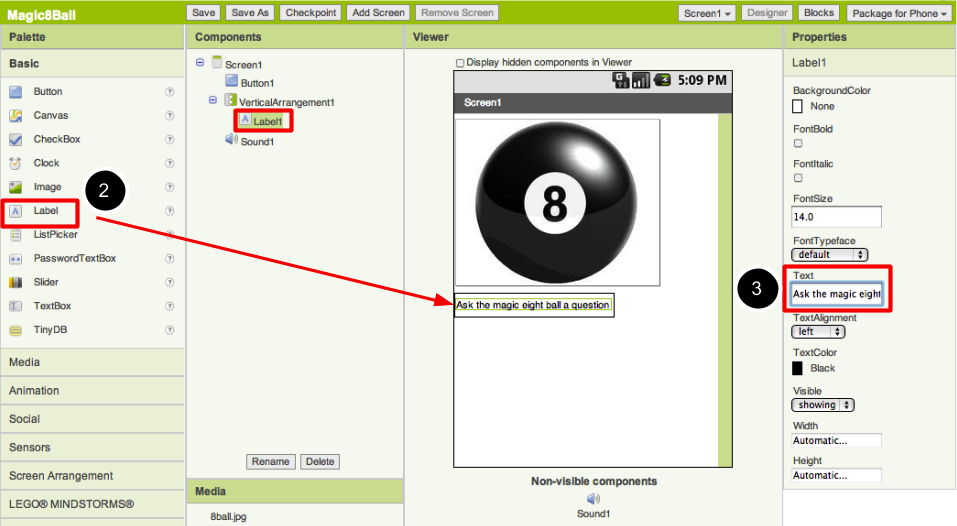 Magic8Ball
Save
Save As
Checkpoint
Add Screen
Remove Screen
Screen1
Designer
Blocks
Package for Phone
Palette
Basic
Button
Canvas
CheckBox
Clock
Image
Label
ListPicker
PasswordTextBox
Slider
TextBox
TinyDB
Media
Animation
Social
Sensors
Screen Arrangement
LEGO® MINDSTORMS®
2
Components
Screen1
Button1
VerticalArrangement1
A Label1
Sound1
Rename
Delete
Media
8ball.jpg
Viewer
Display hidden components in Viewer
5:09 PM
Screen1
8
Ask the magic eight ball a question
Non-visible components
Sound1
3
Properties
Label1
BackgroundColor
None
FontBold
FontItalic
FontSize
14.0
FontTypeface
default
Text
Ask the magic eight
TextAlignment
left
TextColor
Black
Visible
showing
Width
Automatic...
Height
Automatic...